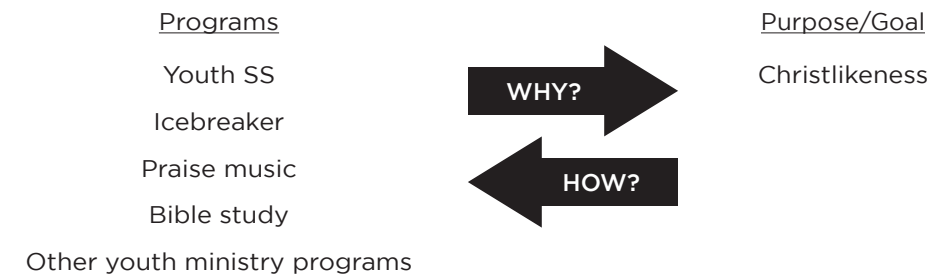 Programs
Youth SS
Icebreaker
Praise music
Bible study
Other youth ministry programs
WHY?
HOW?
Purpose/Goal
Christlikeness